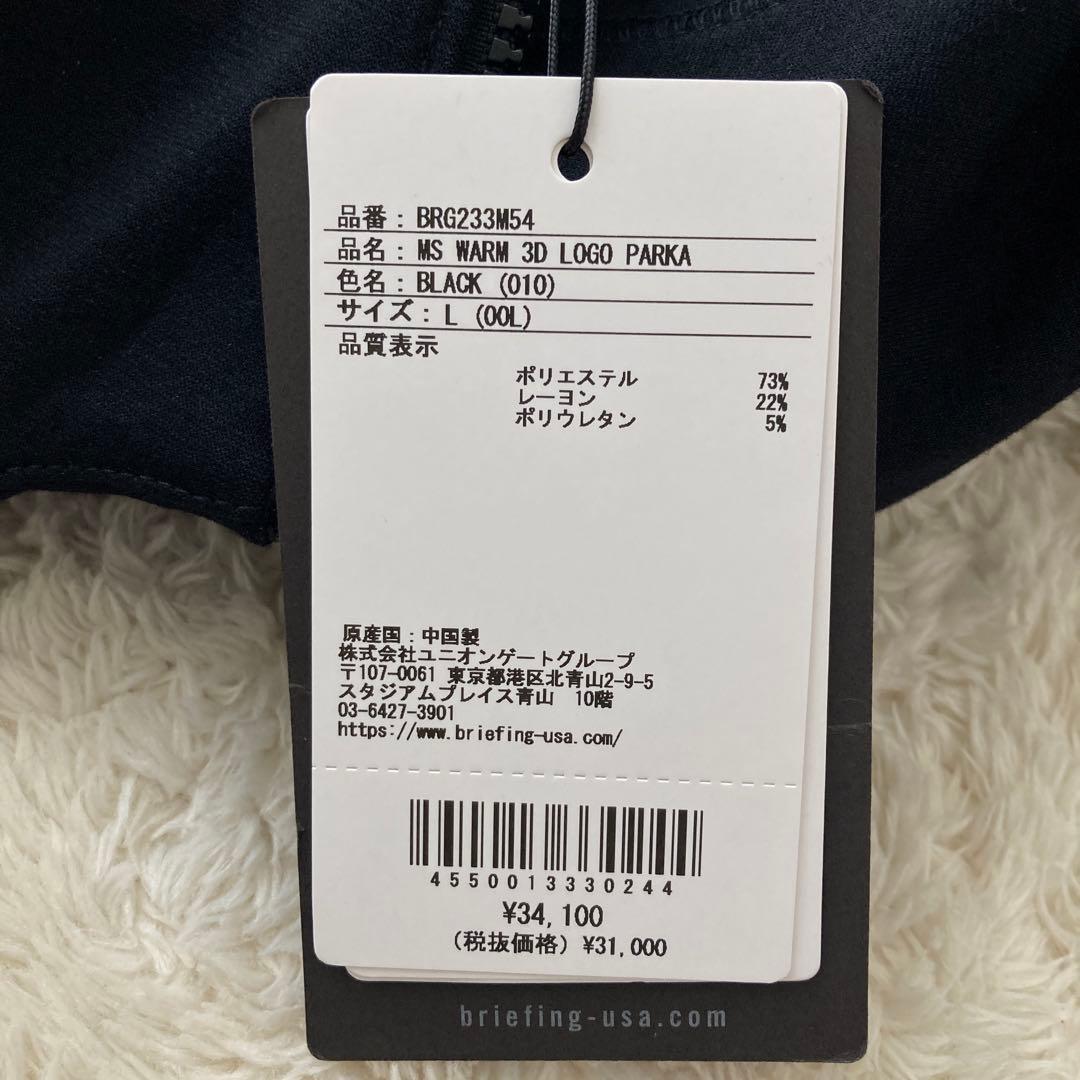 品番：BRG233M54
品名：MS WARM 3D LOGO PARKA
色名：BLACK (010)
サイズ：L (00L)
品質表示
ポリエステル 73%
レーヨン 22%
ポリウレタン 5%
原産国：中国製
株式会社ユニオンゲートグループ
〒107-0061 東京都港区北青山2-9-5
スタジアムプレイス青山 10階
03-6427-3901
https://www.briefing-usa.com/
4550013330244
¥34,100
（税抜価格）¥31,000
briefing-usa.com